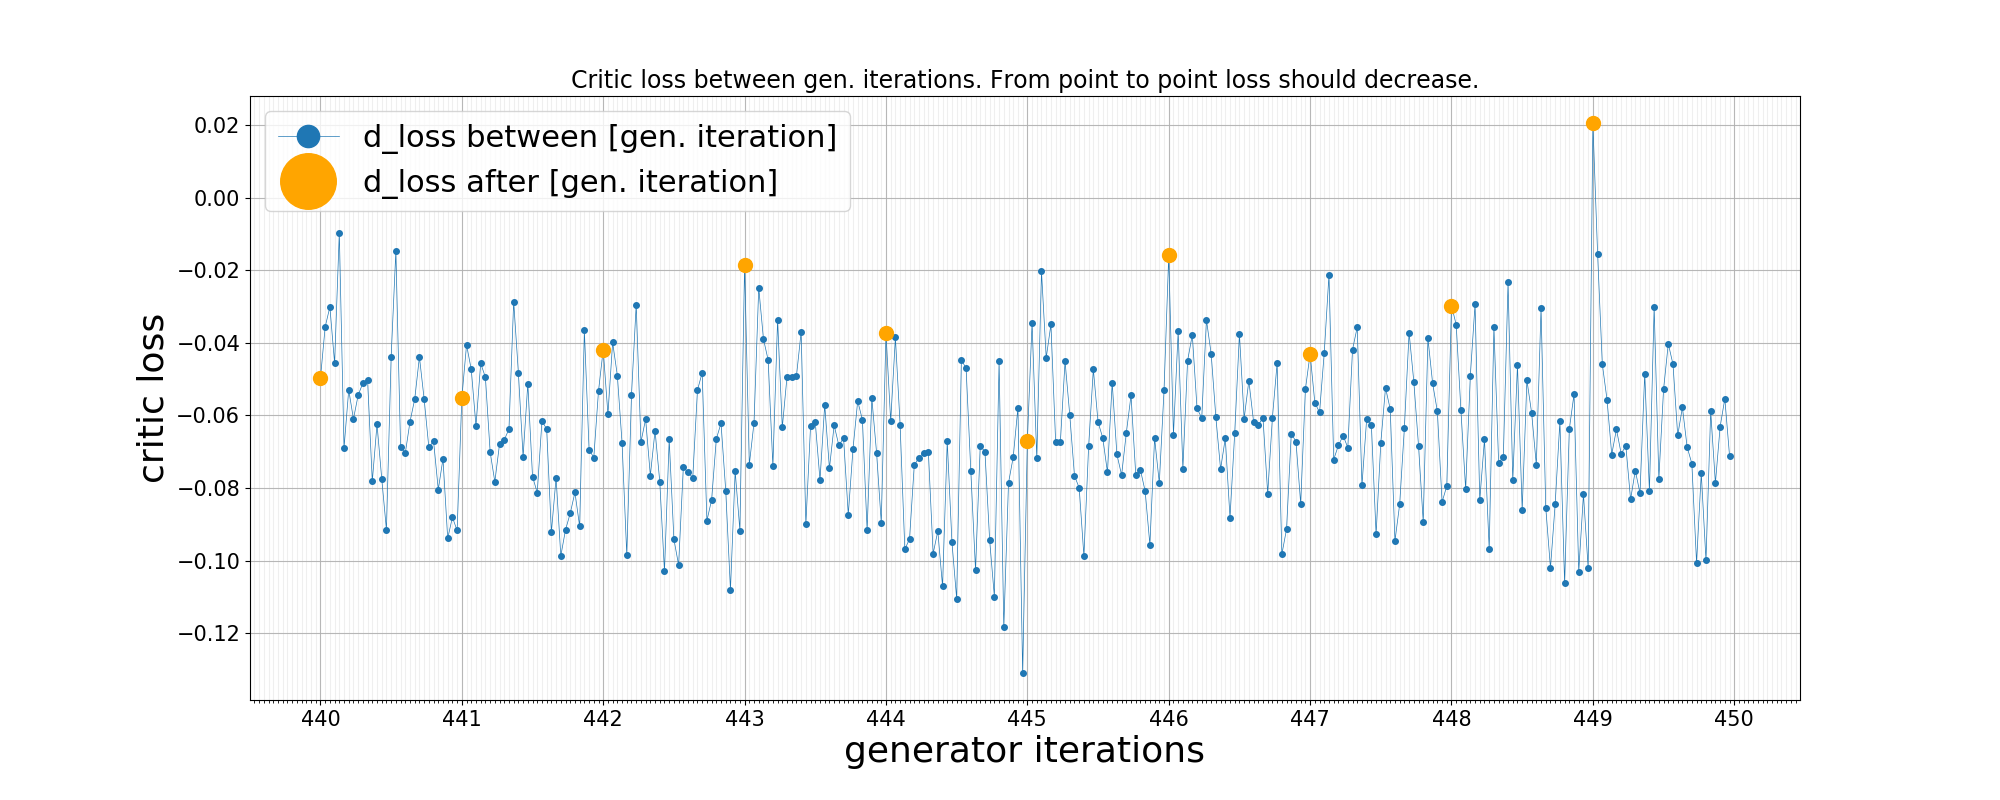 Critic loss between gen. iterations. From point to point loss should decrease.
d_loss between [gen. iteration]
d_loss after [gen. iteration]
critic loss
0.02
0.00
−0.02
−0.04
−0.06
−0.08
−0.10
−0.12
440 441 442 443 444 445 446 447 448 449 450
generator iterations